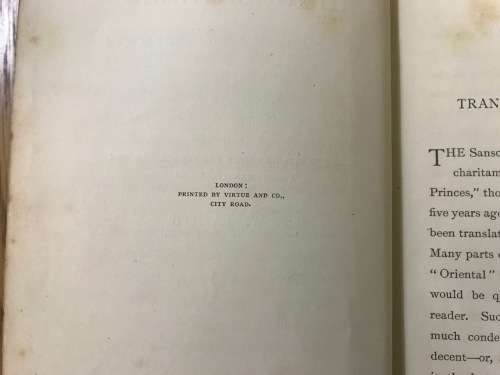 LONDON:
PRINTED BY VIRTUE AND CO.,
CITY ROAD.
TRAN
THE Sansc
charitam
Princes," tho
five years ago
been translat
Many parts o
"Oriental"
would be q
reader. Suc
much conde
decent—or,